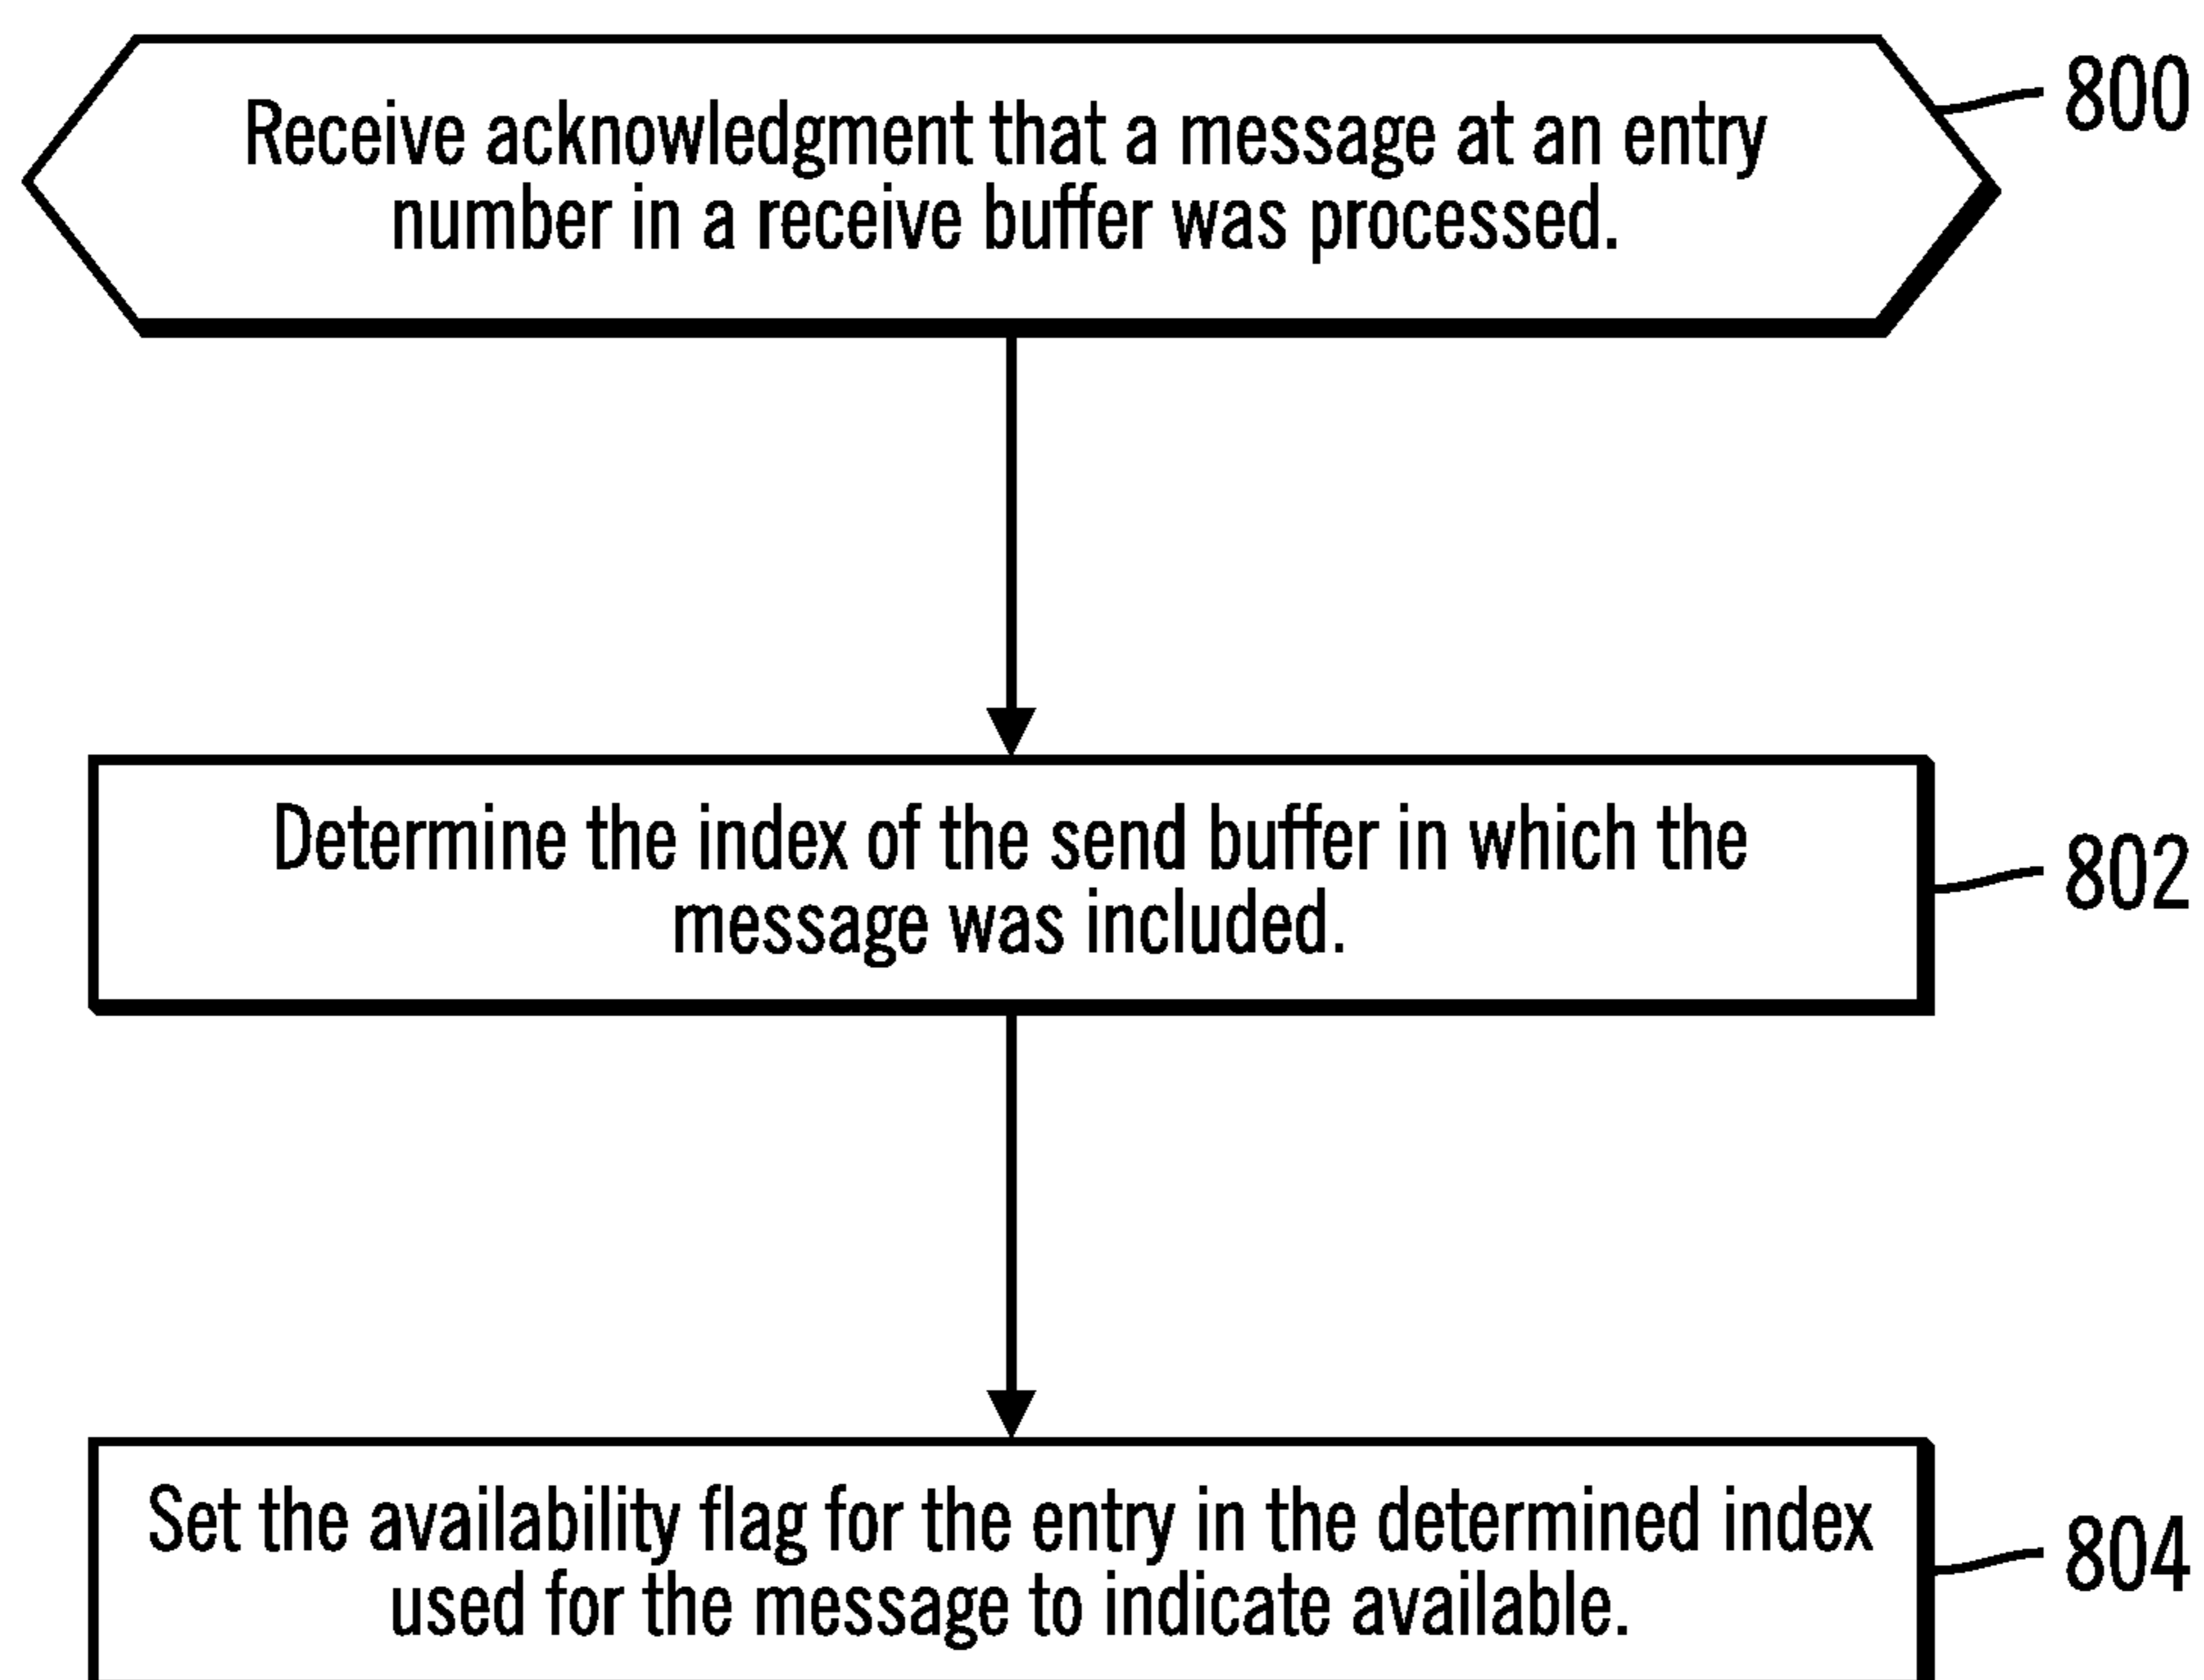 Receive acknowledgment that a message at an entry
number in a receive buffer was processed.
800
Determine the index of the send buffer in which the
message was included.
802
Set the availability flag for the entry in the determined index
used for the message to indicate available.
804